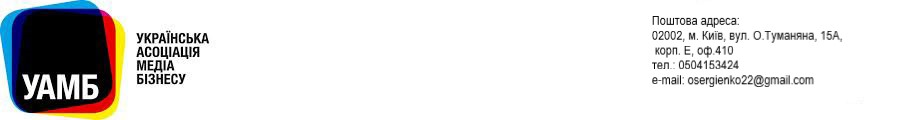 УАМБ
УКРАЇНСЬКА
АСОЦІАЦІЯ
МЕДІА
БІЗНЕСУ
Поштова адреса:
02002, м. Київ, вул. О.Туманяна, 15А,
корп. Е, оф.410
тел.: 0504153424
e-mail: osergienko22@gmail.com